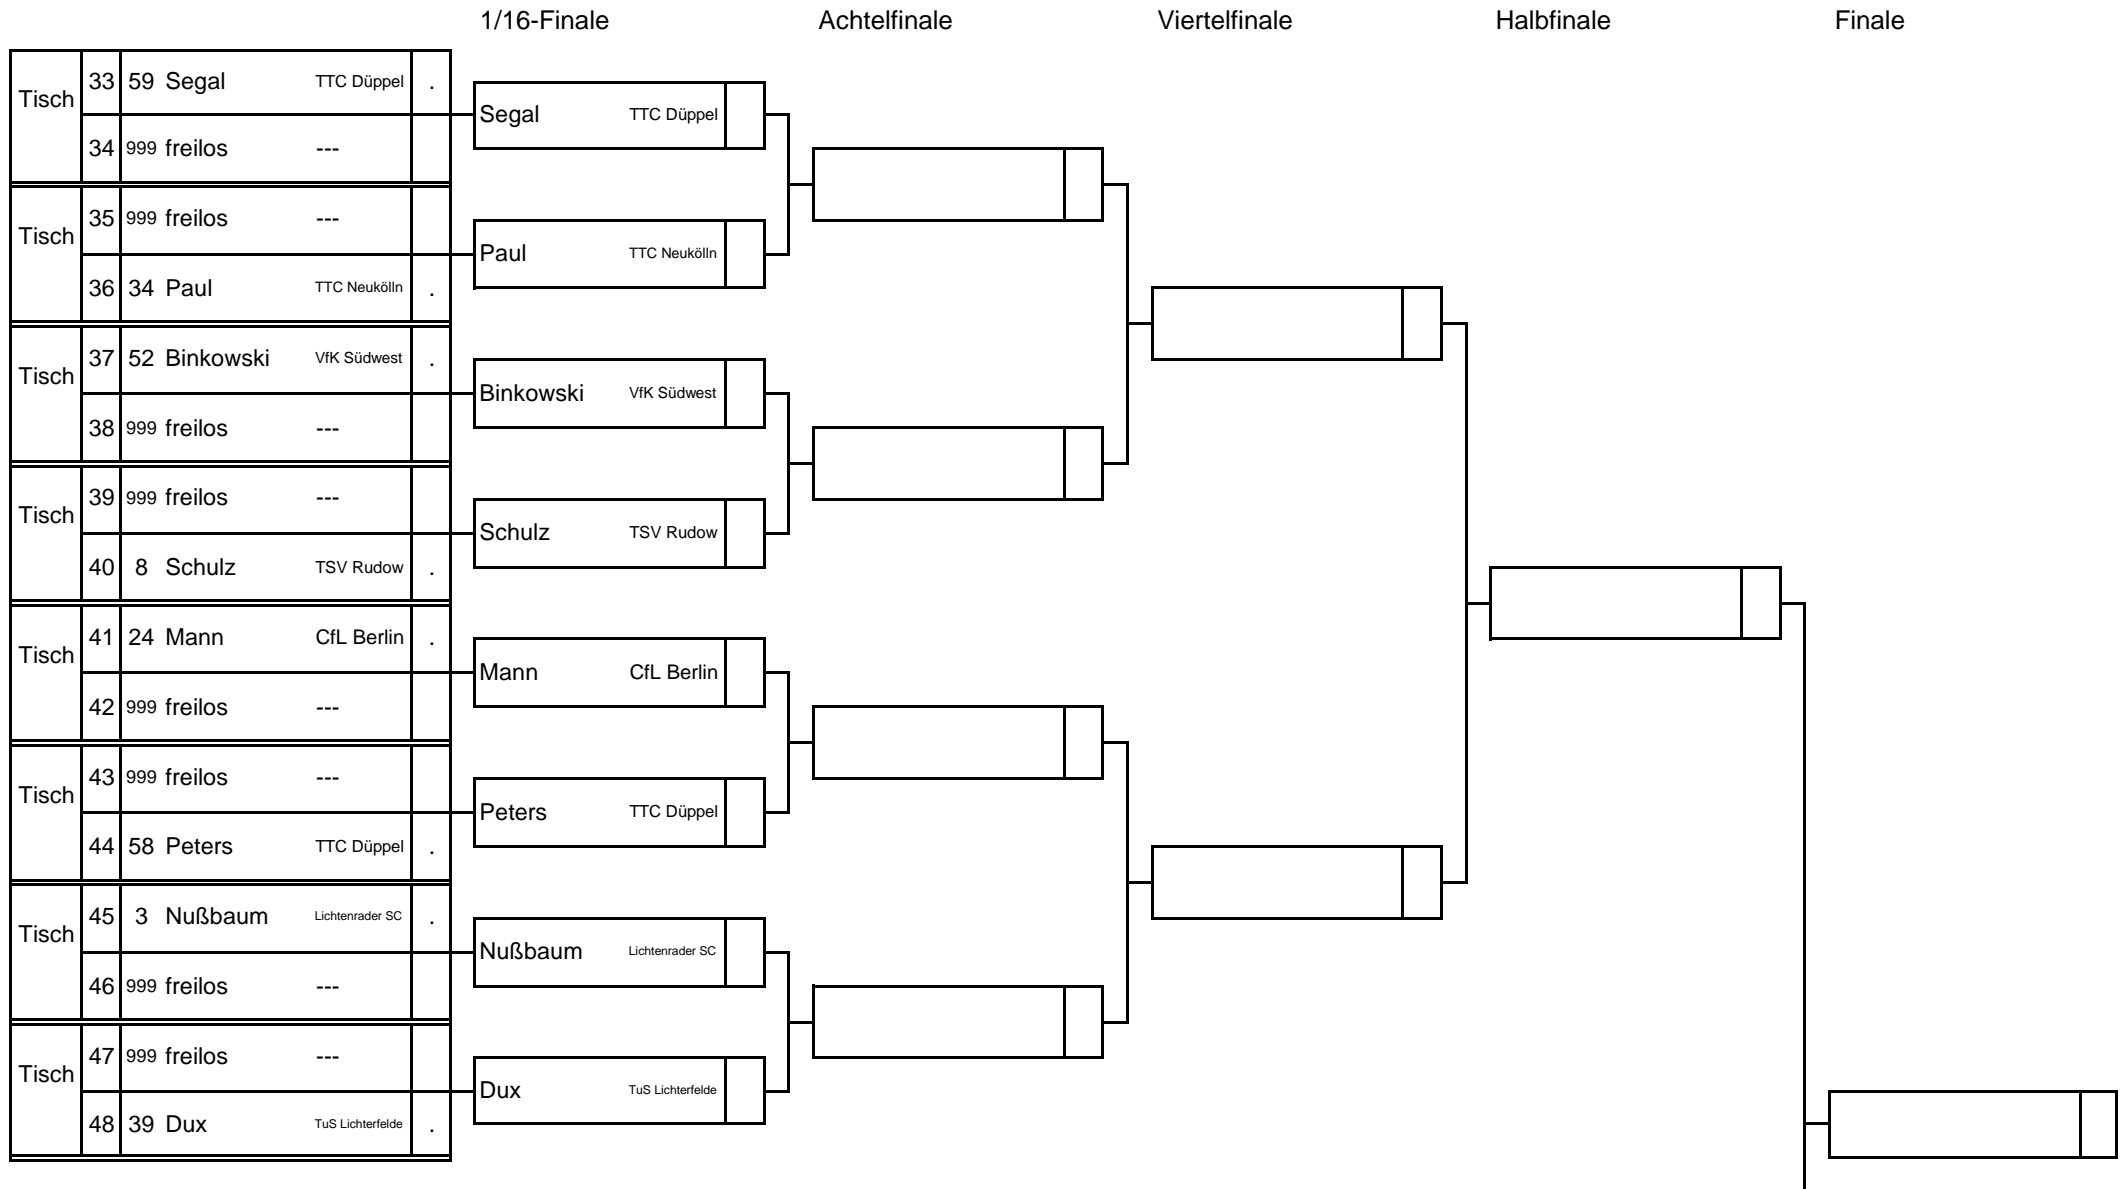 1/16-Finale Achtelfinale Viertelfinale Halbfinale Finale
33 59 Segal TTC Düppel .
Tisch
Segal TTC Düppel
34 999 freilos ---
35 999 freilos ---
Tisch
Paul TTC Neukölln
36 34 Paul TTC Neukölln .
37 52 Binkowski VfK Südwest .
Tisch
Binkowski VfK Südwest
38 999 freilos ---
39 999 freilos ---
Tisch
Schulz TSV Rudow
40 8 Schulz TSV Rudow .
41 24 Mann CfL Berlin .
Tisch
Mann CfL Berlin
42 999 freilos ---
43 999 freilos ---
Tisch
Peters TTC Düppel
44 58 Peters TTC Düppel .
45 3 Nußbaum Lichtenrader SC .
Tisch
Nußbaum Lichtenrader SC
46 999 freilos ---
47 999 freilos ---
Tisch
Dux TuS Lichterfelde
48 39 Dux TuS Lichterfelde .